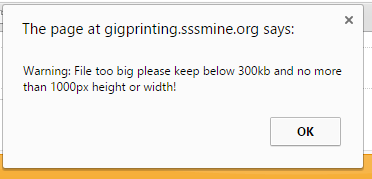 The page at gigprinting.sssmine.org says:
Warning: File too big please keep below 300kb and no more
than 1000px height or width!
OK